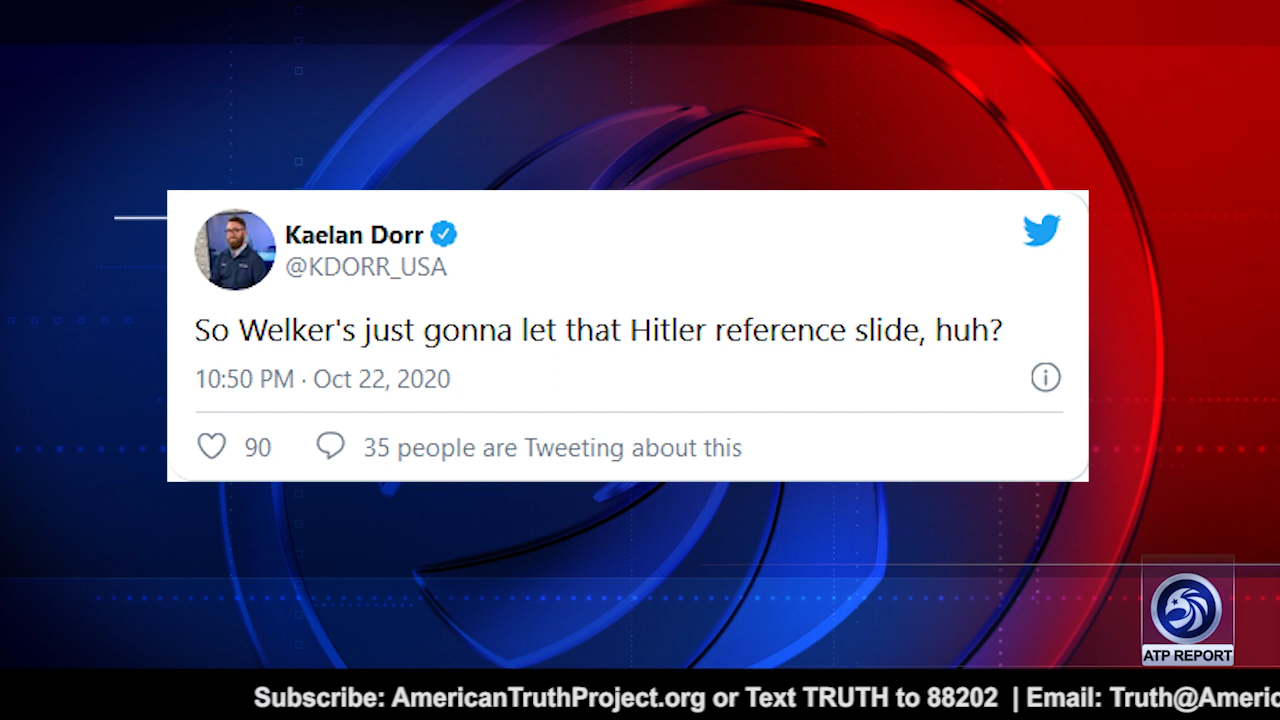 Kaelan Dorr
@KDORR_USA
So Welker's just gonna let that Hitler reference slide, huh?
10:50 PM · Oct 22, 2020
90 35 people are Tweeting about this
ATP REPORT
Subscribe: AmericanTruthProject.org or Text TRUTH to 88202 | Email: Truth@Americ